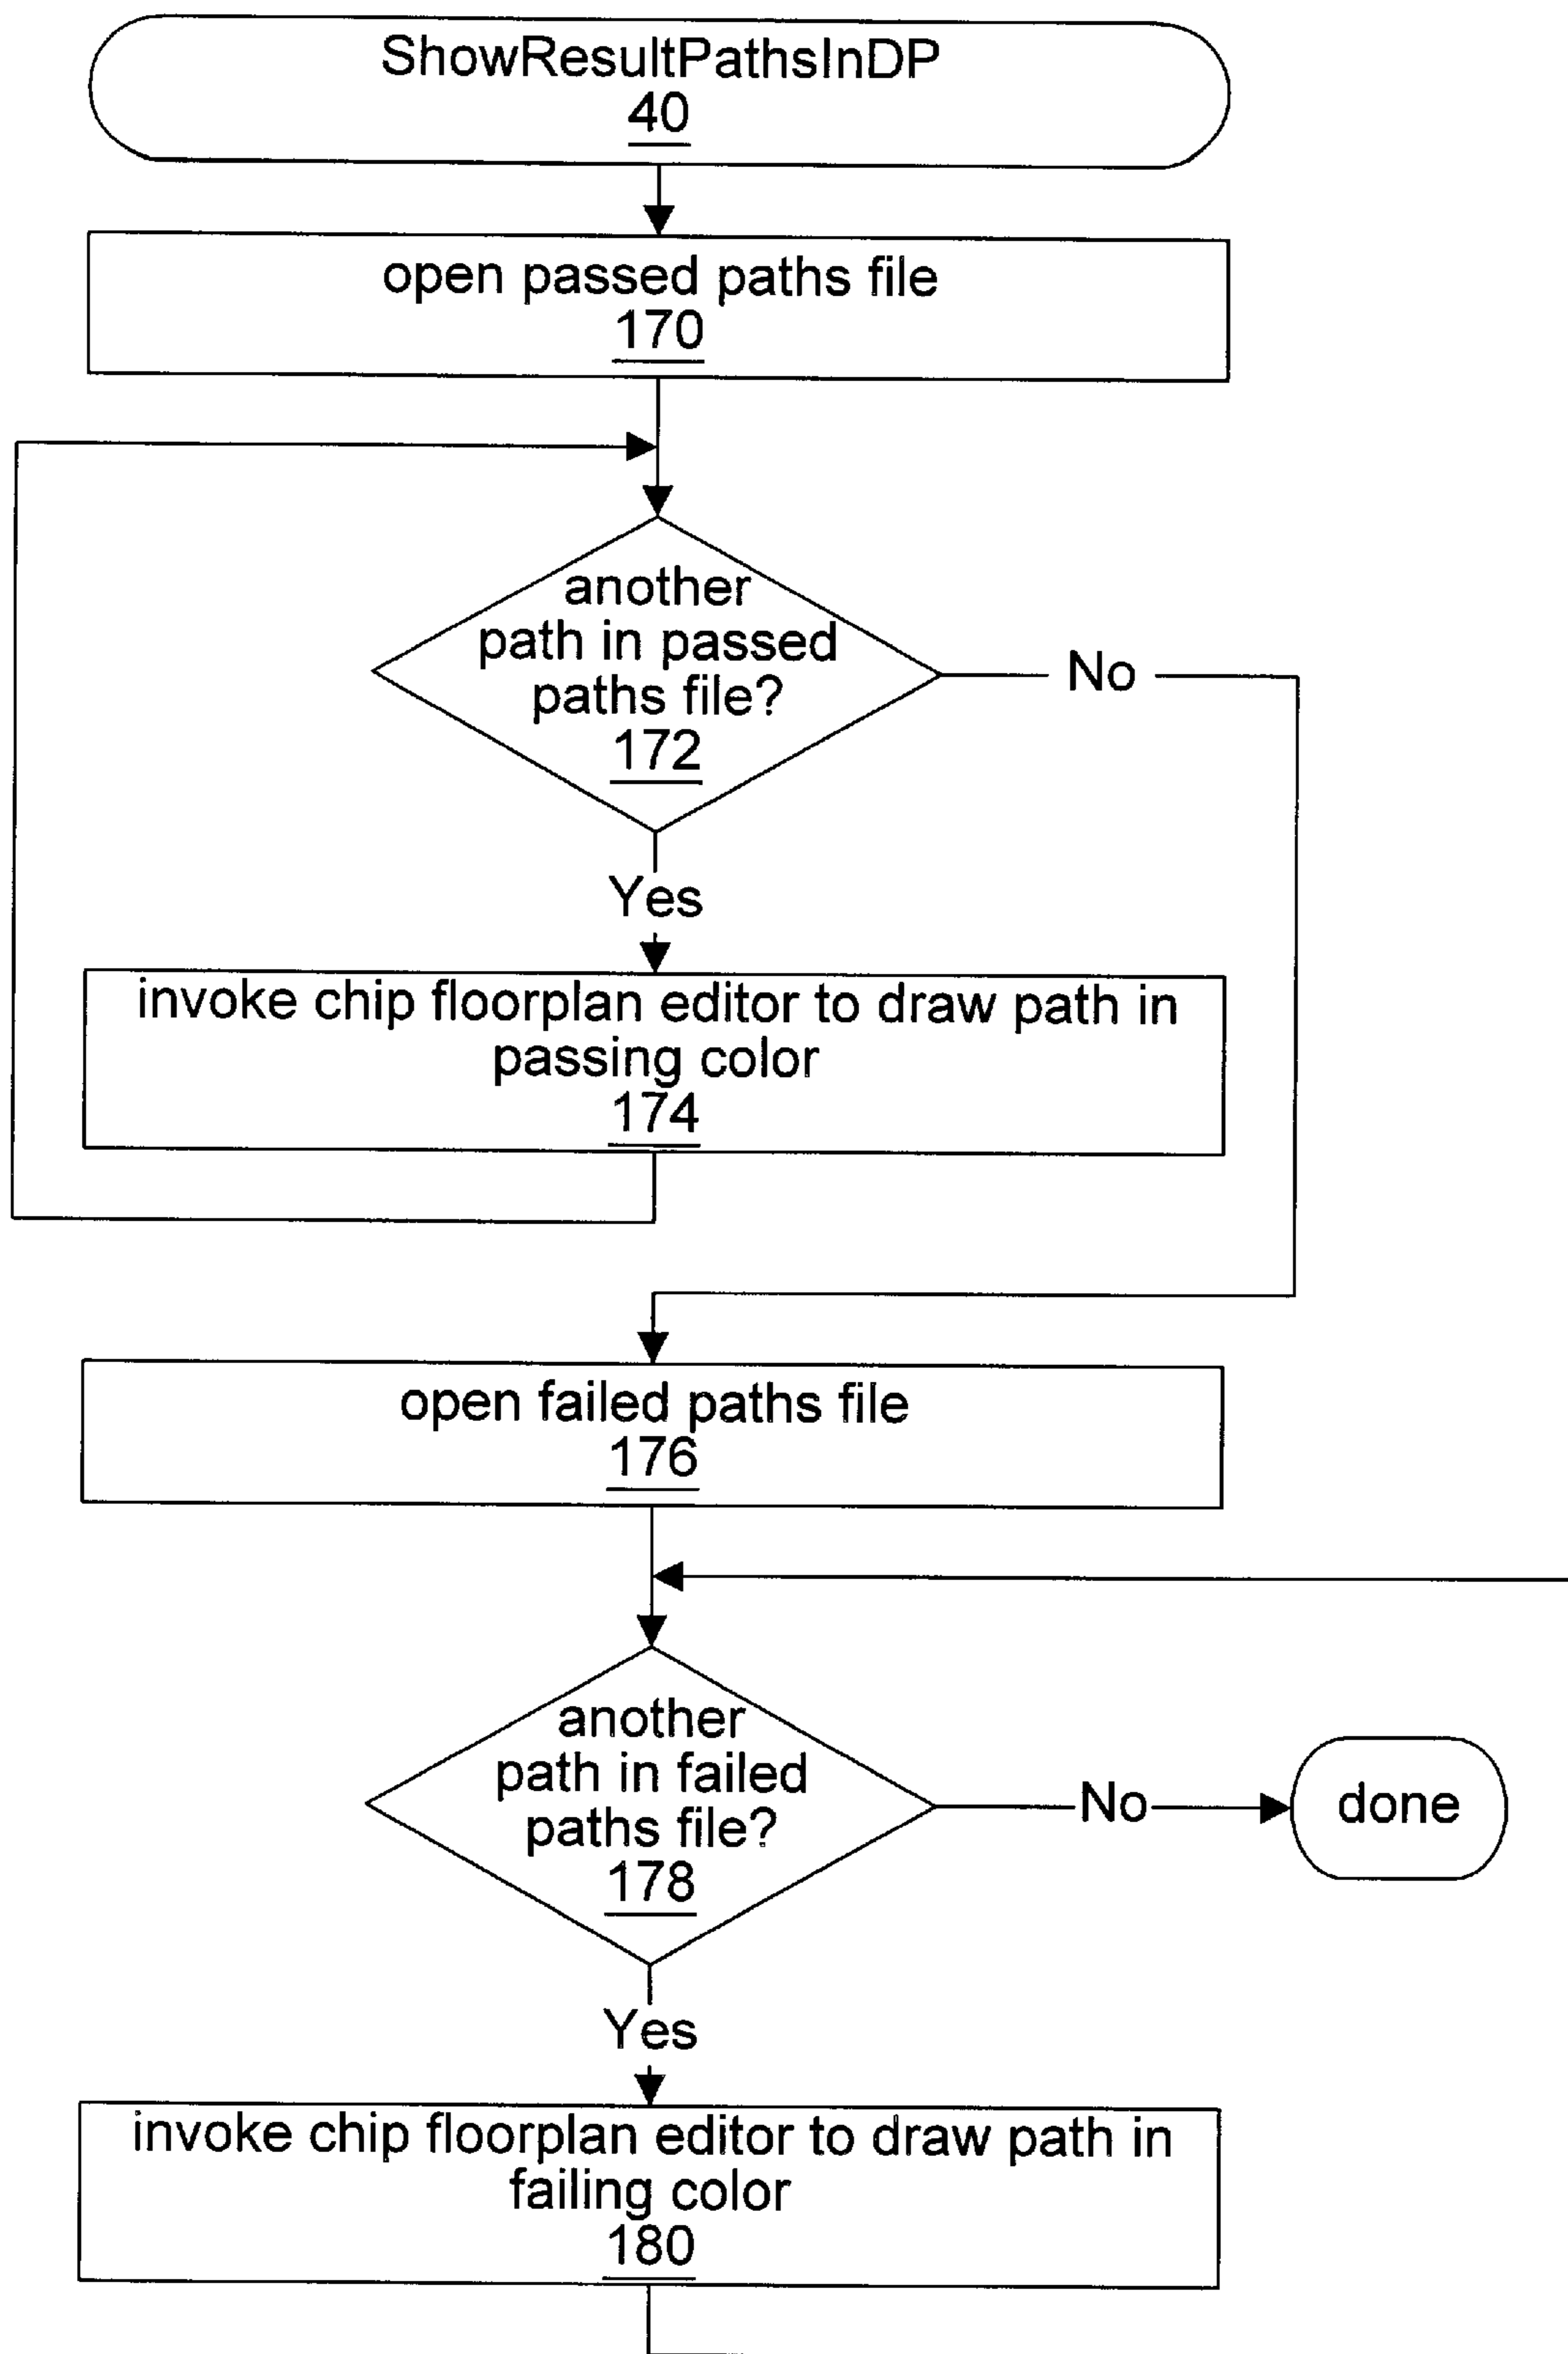 ShowResultPathsInDP
40
open passed paths file
170
another
path in passed
paths file?
172
No
Yes
invoke chip floorplan editor to draw path in
passing color
174
open failed paths file
176
another
path in failed
paths file?
178
No
done
Yes
invoke chip floorplan editor to draw path in
failing color
180